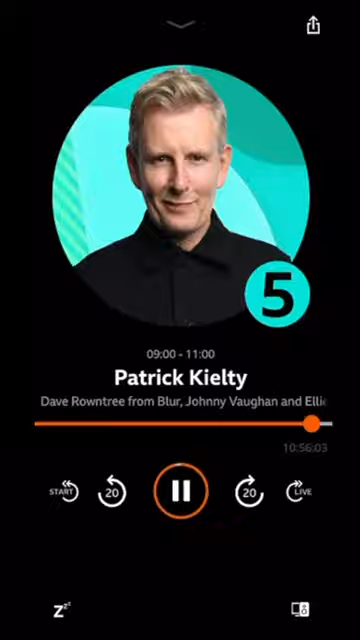 5
09:00 - 11:00
Patrick Kielty
Dave Rowntree from Blur, Johnny Vaughan and Ellie
10:56:03
START
20
20
LIVE
Zzz